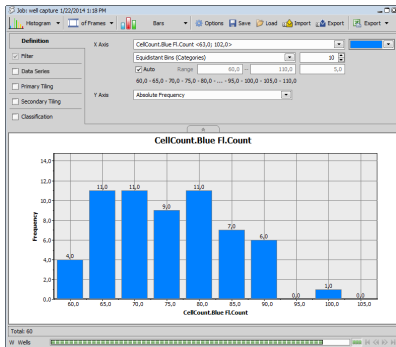 Job: well capture 1/22/2014 1:18 PM
Histogram of Frames Bars Options Save Load Import Export Export
Definition
Filter
Data Series
Primary Tiling
Secondary Tiling
Classification
X Axis CellCount.Blue Fl.Count <63,0; 102,0>
Equidistant Bins (Categories) 10
Auto Range 60,0 - 110,0 5,0
60,0 - 65,0 - 70,0 - 75,0 - 80,0 - ... - 95,0 - 100,0 - 105,0 - 110,0
Y Axis Absolute Frequency
CellCount.Blue Fl.Count
Frequency
14,0
12,0
10,0
8,0
6,0
4,0
2,0
0,0
4,0 11,0 11,0 9,0 11,0 7,0 6,0 0,0 1,0 0,0
60,0 65,0 70,0 75,0 80,0 85,0 90,0 95,0 100,0 105,0
CellCount.Blue Fl.Count
Total: 60
W Wells